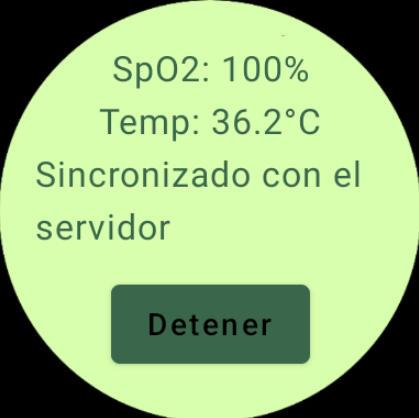 SpO2: 100%
Temp: 36.2°C
Sincronizado con el
servidor
Detener